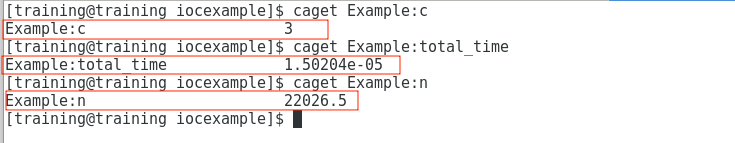 [training@training iocexample]$ caget Example:c
Example:c                      3
[training@training iocexample]$ caget Example:total_time
Example:total_time             1.50204e-05
[training@training iocexample]$ caget Example:n
Example:n                      22026.5
[training@training iocexample]$